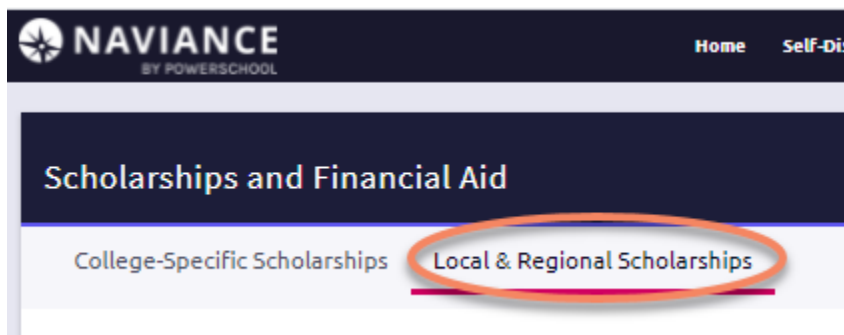 NAVIANCE
BY POWERSCHOOL
Home
Scholarships and Financial Aid
College-Specific Scholarships
Local & Regional Scholarships